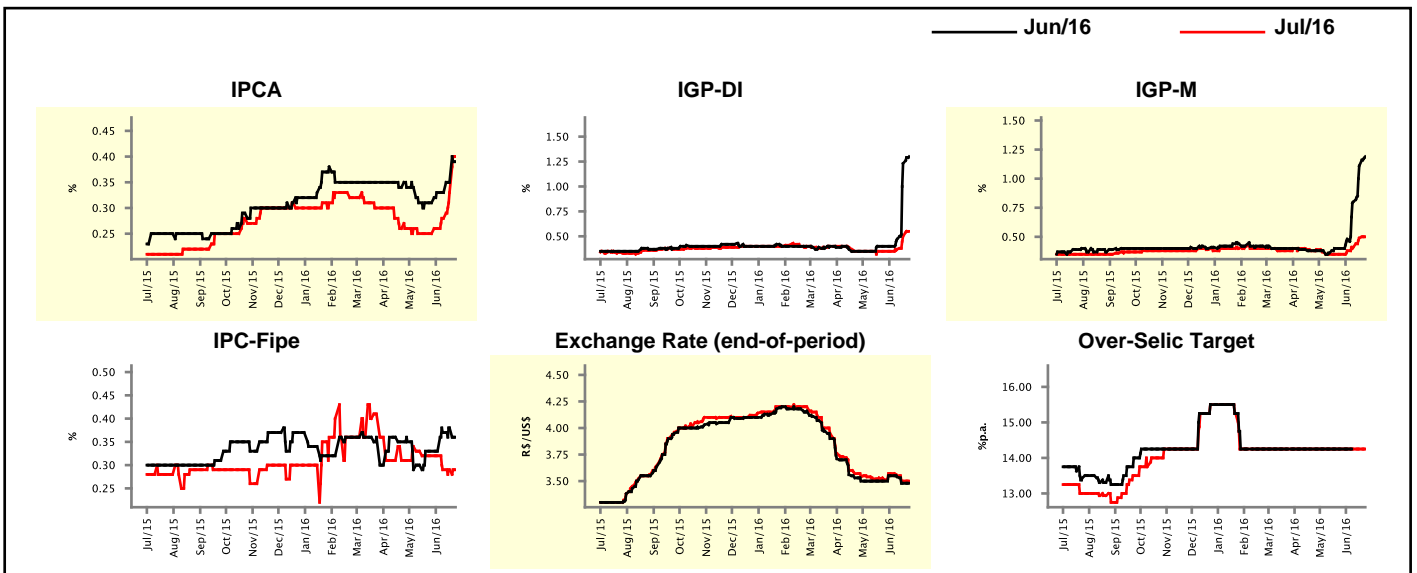 Jun/16 Jul/16
IPCA
%
0.45
0.40
0.35
0.30
0.25
Jul/15 Aug/15 Sep/15 Oct/15 Nov/15 Dec/15 Jan/16 Feb/16 Mar/16 Apr/16 May/16 Jun/16
IGP-DI
%
1.50
1.25
1.00
0.75
0.50
Jul/15 Aug/15 Sep/15 Oct/15 Nov/15 Dec/15 Jan/16 Feb/16 Mar/16 Apr/16 May/16 Jun/16
IGP-M
%
1.50
1.25
1.00
0.75
0.50
Jul/15 Aug/15 Sep/15 Oct/15 Nov/15 Dec/15 Jan/16 Feb/16 Mar/16 Apr/16 May/16 Jun/16
IPC-Fipe
%
0.50
0.45
0.40
0.35
0.30
0.25
Jul/15 Aug/15 Sep/15 Oct/15 Nov/15 Dec/15 Jan/16 Feb/16 Mar/16 Apr/16 May/16 Jun/16
Exchange Rate (end-of-period)
R$/US$
4.50
4.25
4.00
3.75
3.50
Jul/15 Aug/15 Sep/15 Oct/15 Nov/15 Dec/15 Jan/16 Feb/16 Mar/16 Apr/16 May/16 Jun/16
Over-Selic Target
%p.a.
16.00
15.00
14.00
13.00
Jul/15 Aug/15 Sep/15 Oct/15 Nov/15 Dec/15 Jan/16 Feb/16 Mar/16 Apr/16 May/16 Jun/16